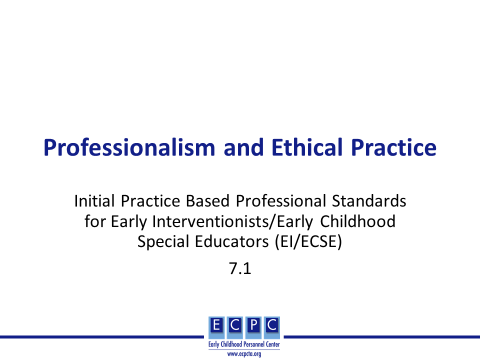 Professionalism and Ethical Practice
Initial Practice Based Professional Standards
for Early Interventionists/Early Childhood
Special Educators (EI/ECSE)
7.1
E C P C
Early Childhood Personnel Center
www.ecpcta.org